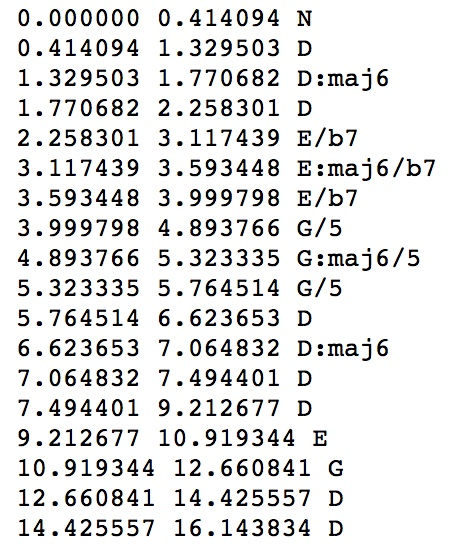 0.000000 0.414094 N
0.414094 1.329503 D
1.329503 1.770682 D:maj6
1.770682 2.258301 D
2.258301 3.117439 E/b7
3.117439 3.593448 E:maj6/b7
3.593448 3.999798 E/b7
3.999798 4.893766 G/5
4.893766 5.323335 G:maj6/5
5.323335 5.764514 G/5
5.764514 6.623653 D
6.623653 7.064832 D:maj6
7.064832 7.494401 D
7.494401 9.212677 D
9.212677 10.919344 E
10.919344 12.660841 G
12.660841 14.425557 D
14.425557 16.143834 D